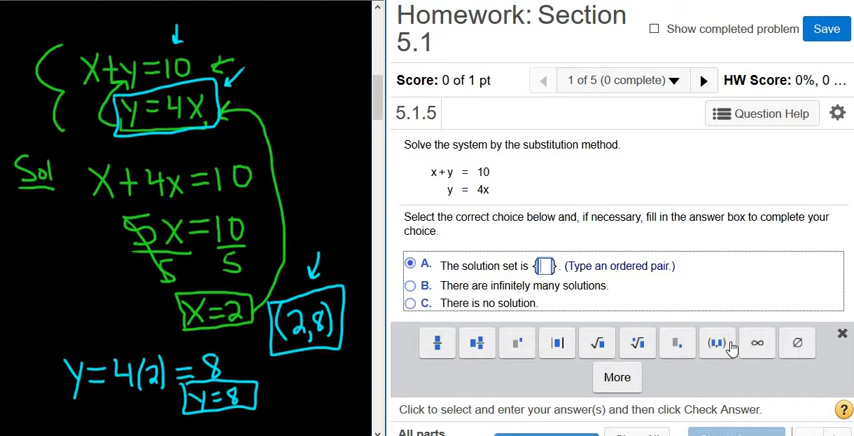 x+y=10
y=4x
Sol
x+4x=10
5x=10
5 5
x=2
(2,8)
y=4(2)=8
y=8
Homework: Section 5.1
Show completed problem
Save
Score: 0 of 1 pt
1 of 5 (0 complete)
HW Score: 0%, 0 ...
5.1.5
Question Help
Solve the system by the substitution method.
x+y = 10
y = 4x
Select the correct choice below and, if necessary, fill in the answer box to complete your
choice.
A. The solution set is { }. (Type an ordered pair.)
B. There are infinitely many solutions.
C. There is no solution.
(▪,▪) ∞ ∅
More
Click to select and enter your answer(s) and then click Check Answer.
?
All parts